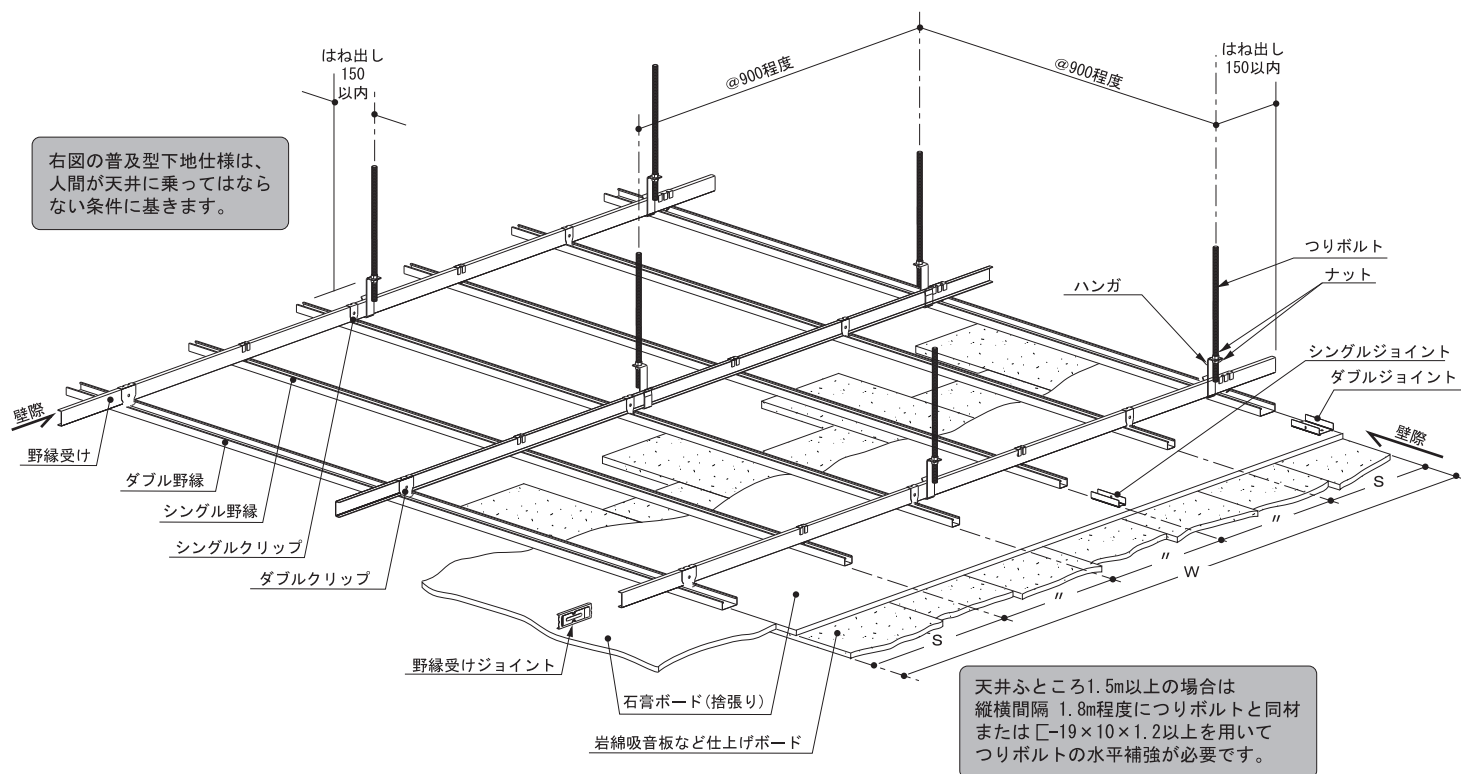 はね出し
150
以内
@900程度
@900程度
はね出し
150以内
右図の普及型下地仕様は、
人間が天井に乗ってはなら
ない条件に基きます。
つりボルト
ナット
ハンガ
シングルジョイント
ダブルジョイント
壁際
壁際
野縁受け
ダブル野縁
シングル野縁
シングルクリップ
ダブルクリップ
S
〃
〃
〃
W
S
野縁受けジョイント
石膏ボード(捨張り)
岩綿吸音板など仕上げボード
天井ふところ1.5m以上の場合は
縦横間隔 1.8m程度につりボルトと同材
または［-19×10×1.2以上を用いて
つりボルトの水平補強が必要です。